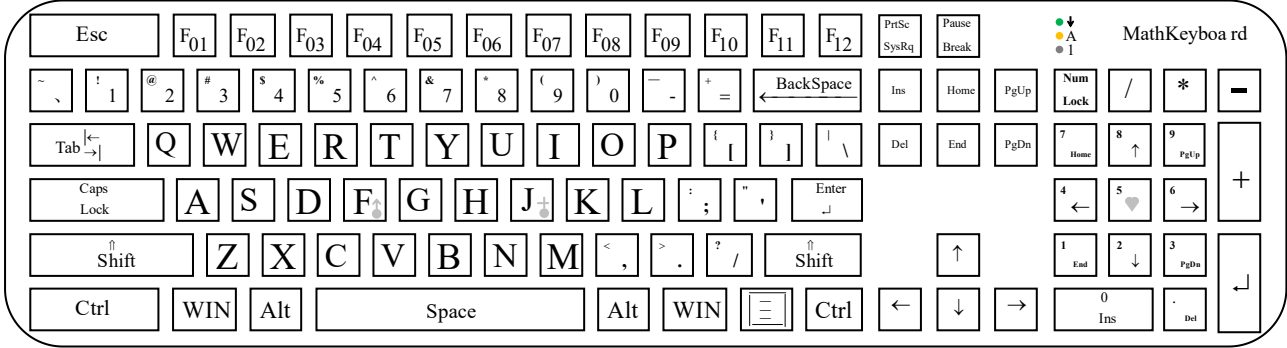 Esc F01 F02 F03 F04 F05 F06 F07 F08 F09 F10 F11 F12 PrtSc SysRq Pause Break ↓ A 1 MathKeyboa rd
~ 、 ! 1 @ 2 # 3 $ 4 % 5 ^ 6 & 7 * 8 ( 9 ) 0 — - + = BackSpace Ins Home PgUp Num Lock / * -
Tab |← →| Q W E R T Y U I O P { [ } ] | \ Del End PgDn 7 Home 8 ↑ 9 PgUp +
Caps Lock A S D F G H J K L : ; " ' Enter ↵ 4 ← 5 6 →
⇑ Shift Z X C V B N M < , > . ? / ⇑ Shift ↑ 1 End 2 ↓ 3 PgDn ↵
Ctrl WIN Alt Space Alt WIN Ctrl ← ↓ → 0 Ins . Del